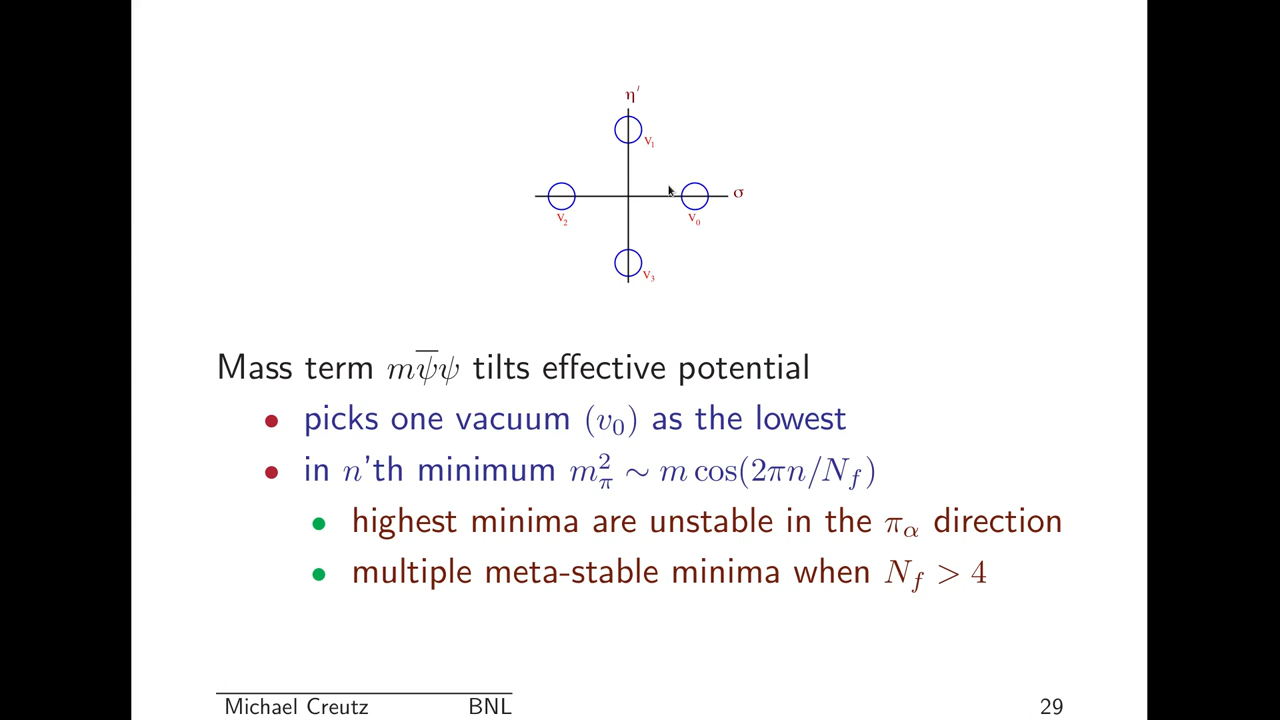 η′
V₁
σ
V₂ V₀
V₃
Mass term mψ̅ψ tilts effective potential
• picks one vacuum (v₀) as the lowest
• in n'th minimum m²_π ∼ m cos(2πn/N_f)
• highest minima are unstable in the π_α direction
• multiple meta-stable minima when N_f > 4
Michael Creutz BNL 29